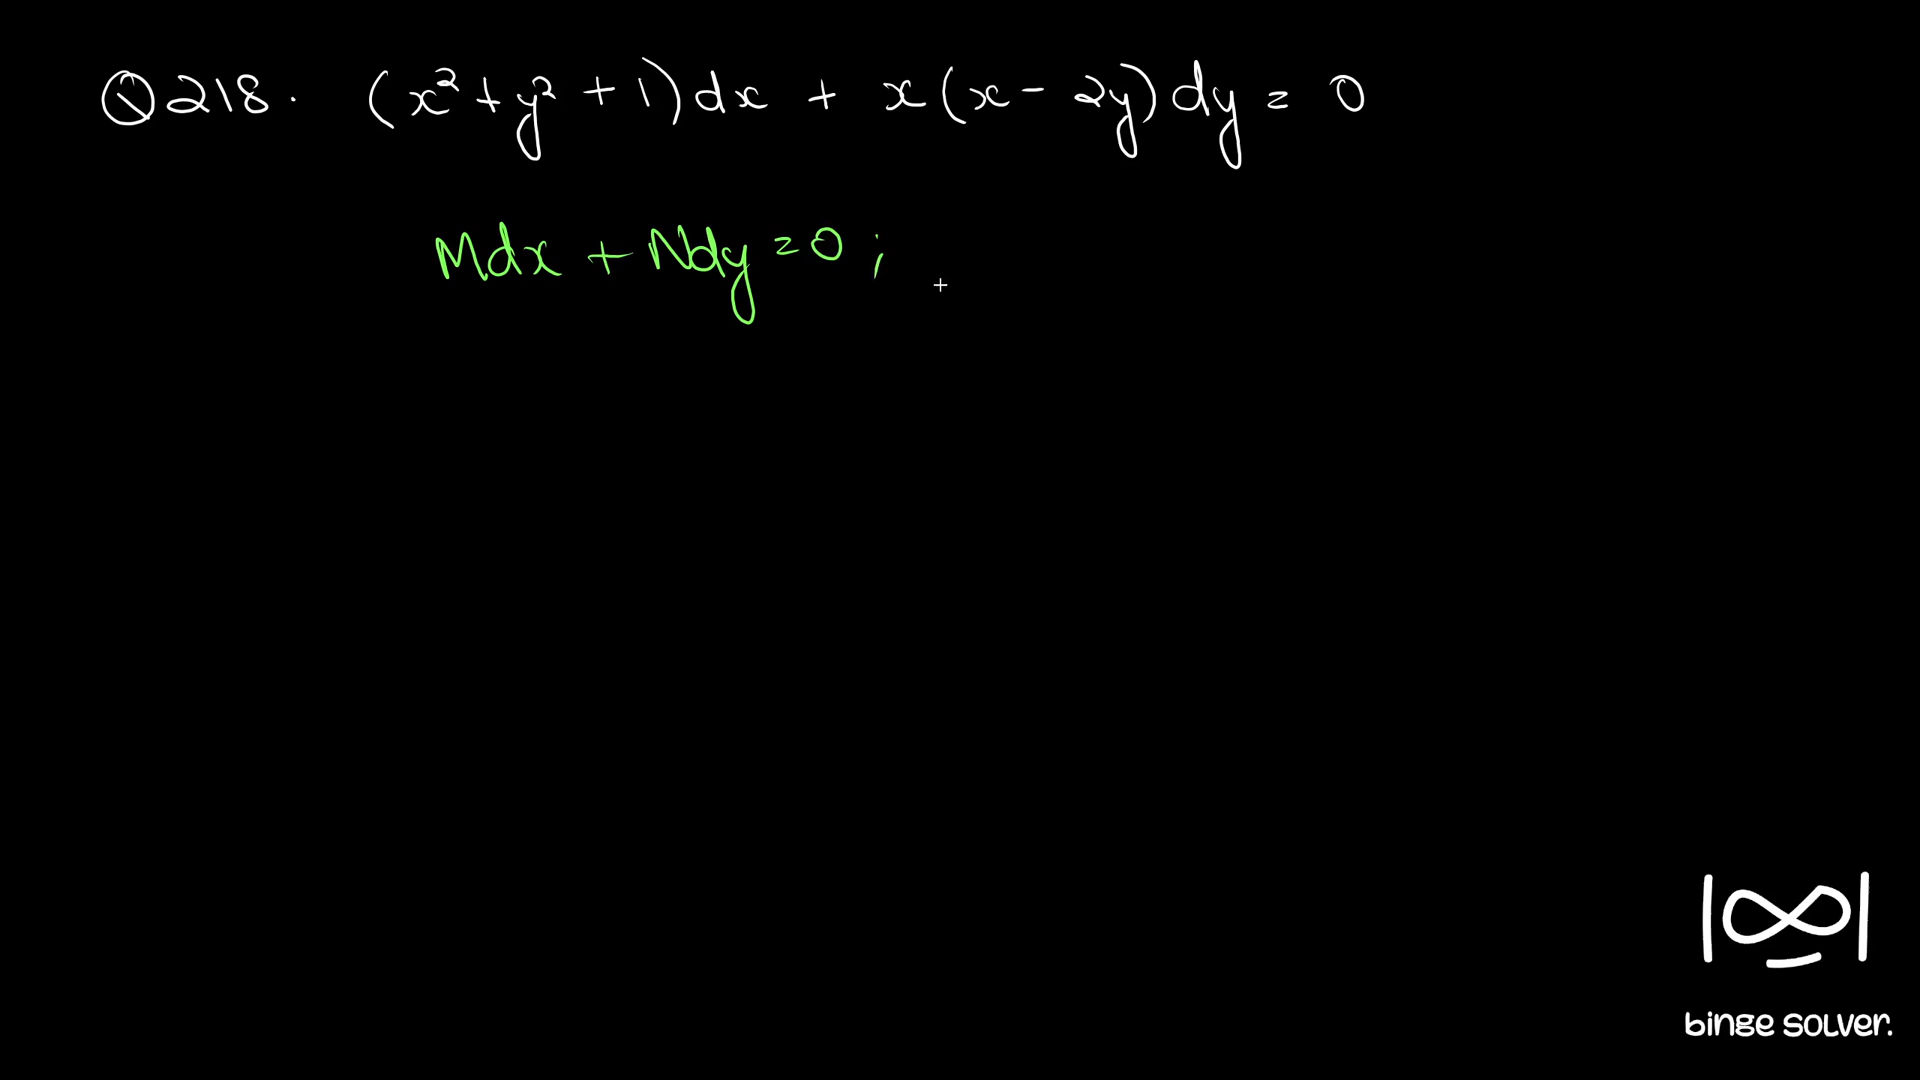 Q218. (x²+y²+1)dx + x(x-2y)dy = 0
Mdx + Ndy = 0 ;
binge solver.